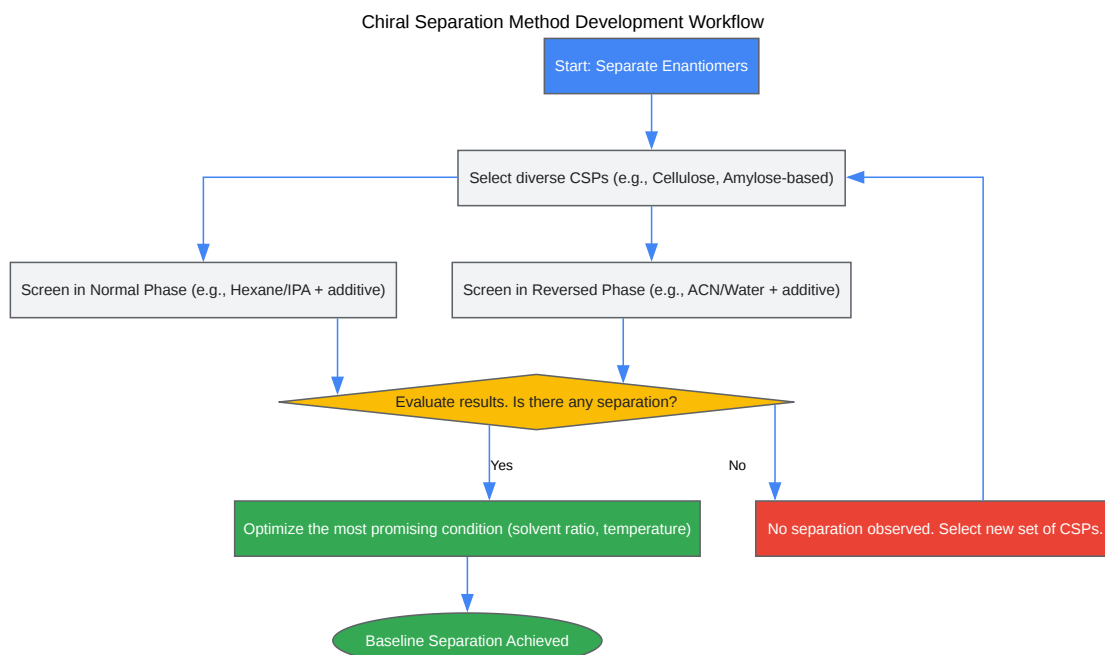 Chiral Separation Method Development Workflow
Start: Separate Enantiomers
Select diverse CSPs (e.g., Cellulose, Amylose-based)
Screen in Normal Phase (e.g., Hexane/IPA + additive)
Screen in Reversed Phase (e.g., ACN/Water + additive)
Evaluate results. Is there any separation?
Yes
No
Optimize the most promising condition (solvent ratio, temperature)
No separation observed. Select new set of CSPs.
Baseline Separation Achieved